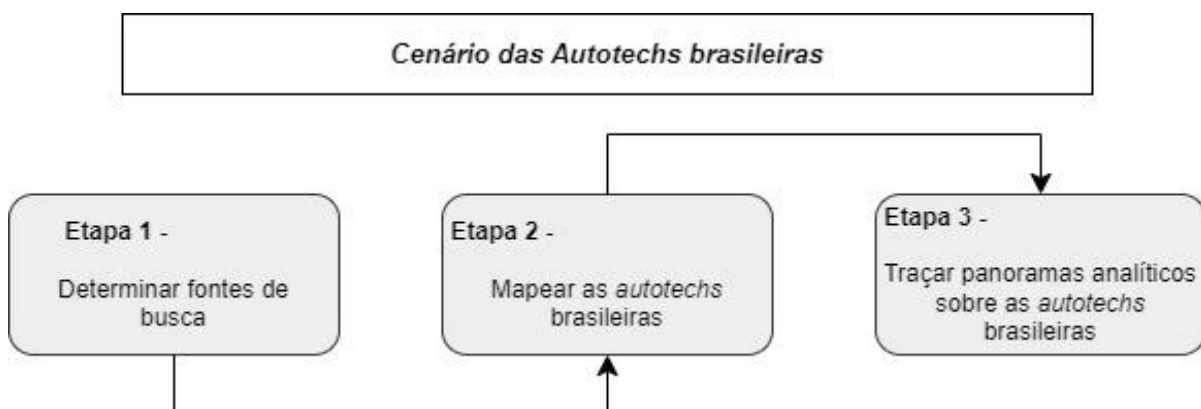 Cenário das Autotechs brasileiras
Etapa 1 -
Determinar fontes de
busca
Etapa 2 -
Mapear as autotechs
brasileiras
Etapa 3 -
Traçar panoramas analíticos
sobre as autotechs
brasileiras